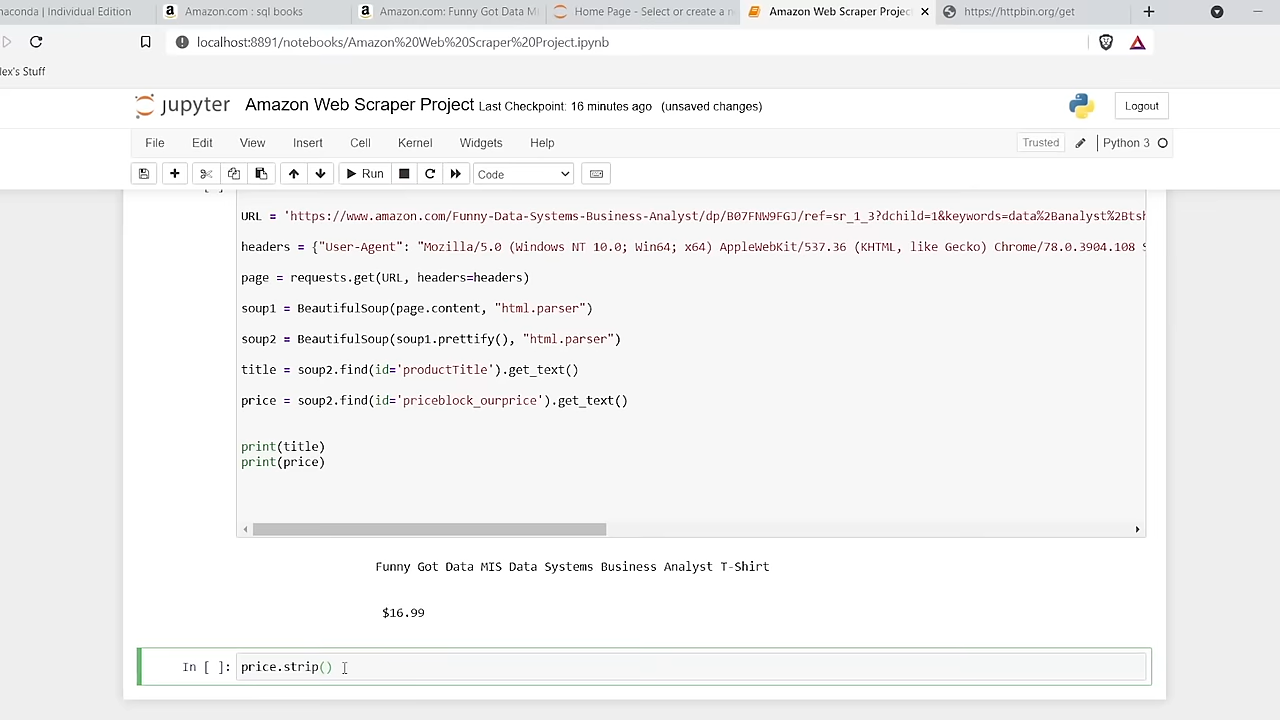 naconda | Individual Edition
Amazon.com : sql books
Amazon.com: Funny Got Data M
Home Page - Select or create a n
Amazon Web Scraper Projec
https://httpbin.org/get
localhost:8891/notebooks/Amazon%20Web%20Scraper%20Project.ipynb
lex's Stuff
jupyter Amazon Web Scraper Project Last Checkpoint: 16 minutes ago (unsaved changes)
Logout
File Edit View Insert Cell Kernel Widgets Help
Trusted Python 3
Run Code
URL = 'https://www.amazon.com/Funny-Data-Systems-Business-Analyst/dp/B07FNW9FGJ/ref=sr_1_3?dchild=1&keywords=data%2Banalyst%2Btsh
headers = {"User-Agent": "Mozilla/5.0 (Windows NT 10.0; Win64; x64) AppleWebKit/537.36 (KHTML, like Gecko) Chrome/78.0.3904.108 S
page = requests.get(URL, headers=headers)
soup1 = BeautifulSoup(page.content, "html.parser")
soup2 = BeautifulSoup(soup1.prettify(), "html.parser")
title = soup2.find(id='productTitle').get_text()
price = soup2.find(id='priceblock_ourprice').get_text()
print(title)
print(price)
Funny Got Data MIS Data Systems Business Analyst T-Shirt
$16.99
In [ ]: price.strip()